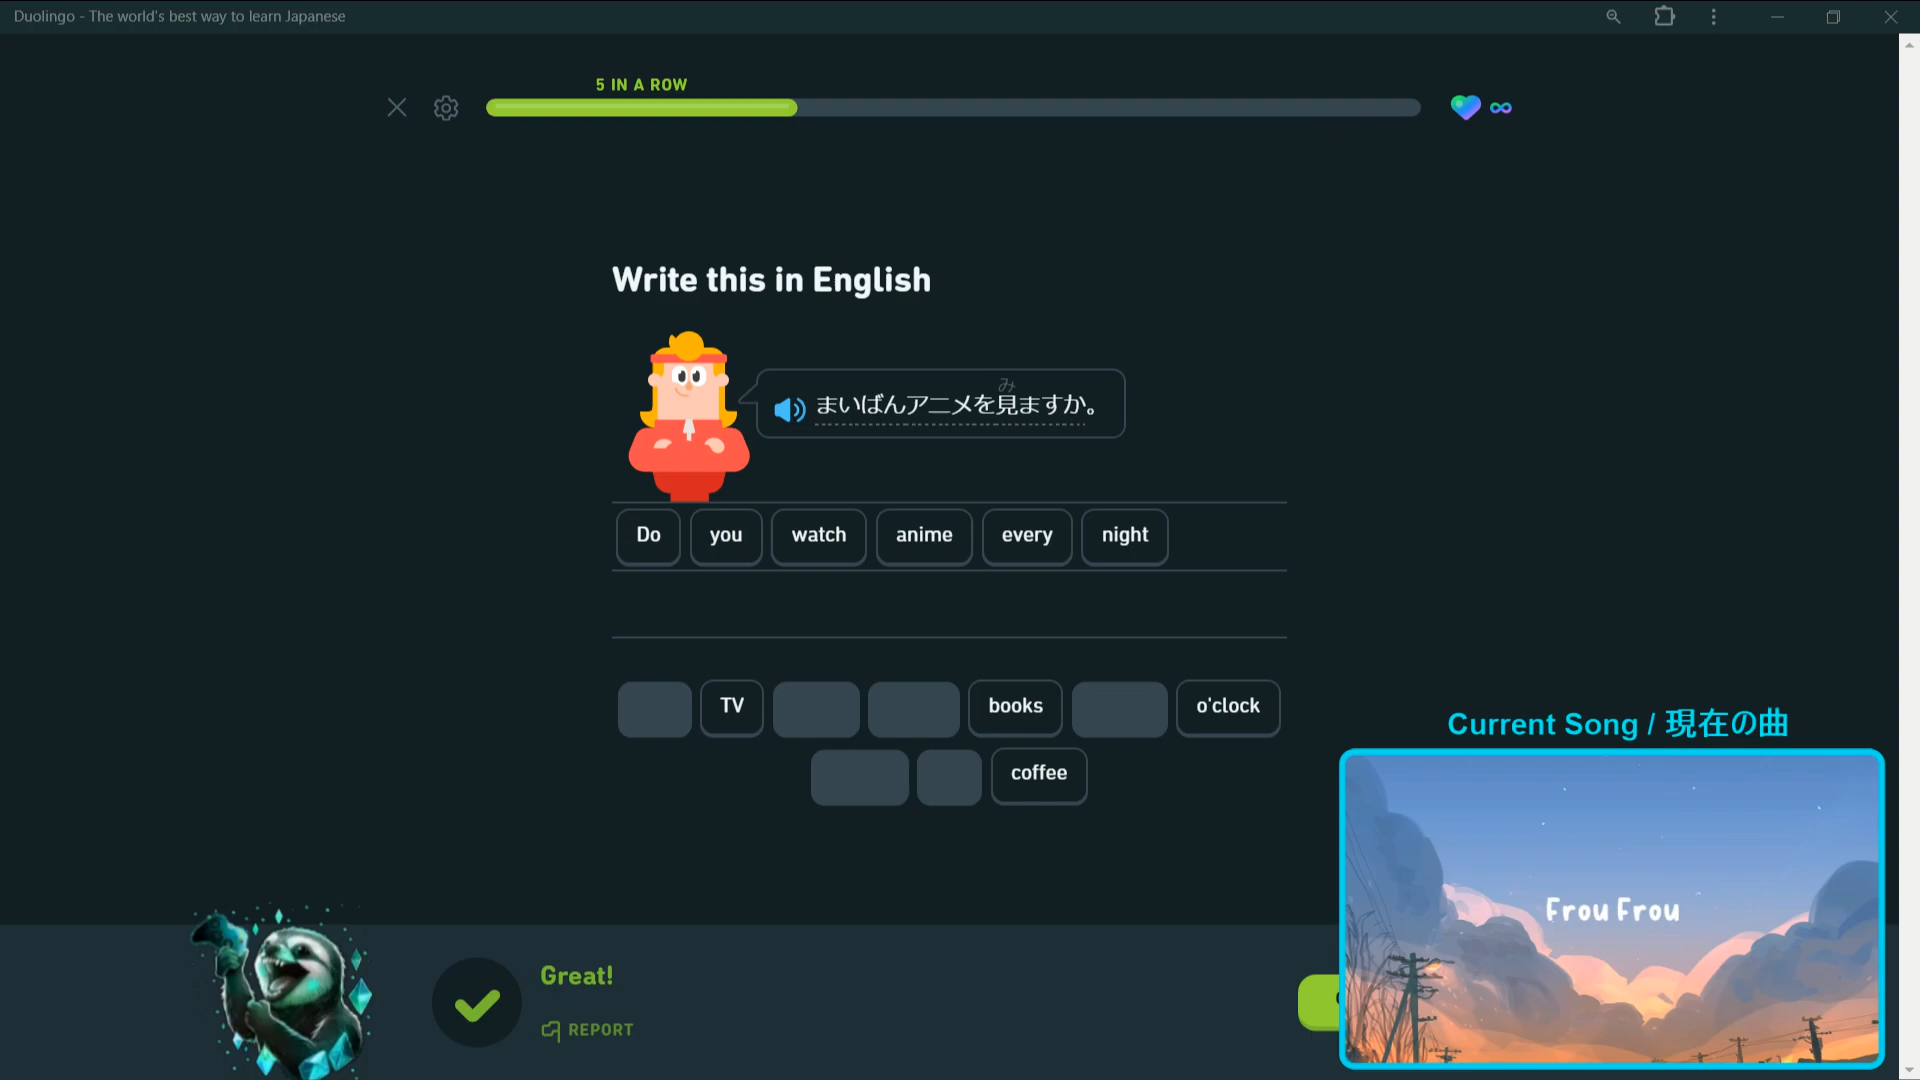 Duolingo - The world's best way to learn Japanese
5 IN A ROW
Write this in English
み
まいばんアニメを見ますか。
Do you watch anime every night
TV books o'clock
coffee
Current Song / 現在の曲
Frou Frou
Great!
REPORT